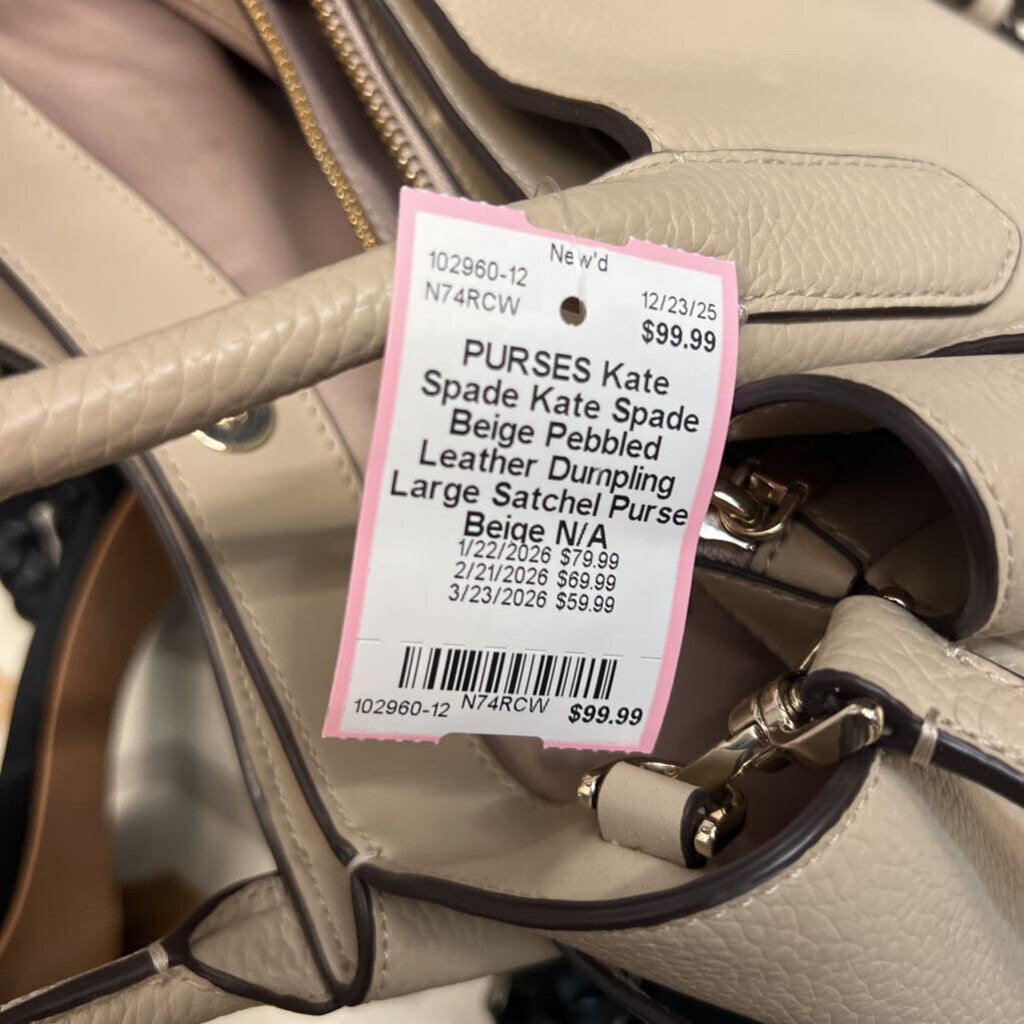 New'd
102960-12
N74RCW
12/23/25
$99.99
PURSES Kate
Spade Kate Spade
Beige Pebbled
Leather Dumpling
Large Satchel Purse
Beige N/A
1/22/2026 $79.99
2/21/2026 $69.99
3/23/2026 $59.99
102960-12 N74RCW $99.99